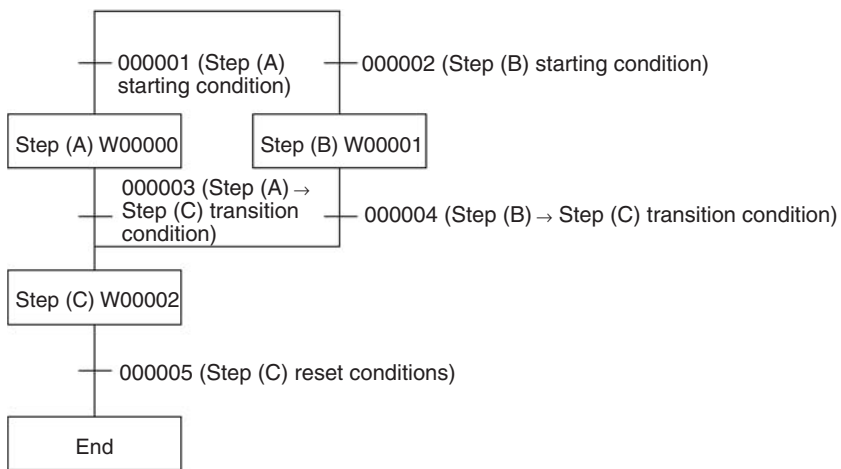 000001 (Step (A)
starting condition)
000002 (Step (B) starting condition)
Step (A) W00000
Step (B) W00001
000003 (Step (A) →
Step (C) transition
condition)
000004 (Step (B) → Step (C) transition condition)
Step (C) W00002
000005 (Step (C) reset conditions)
End